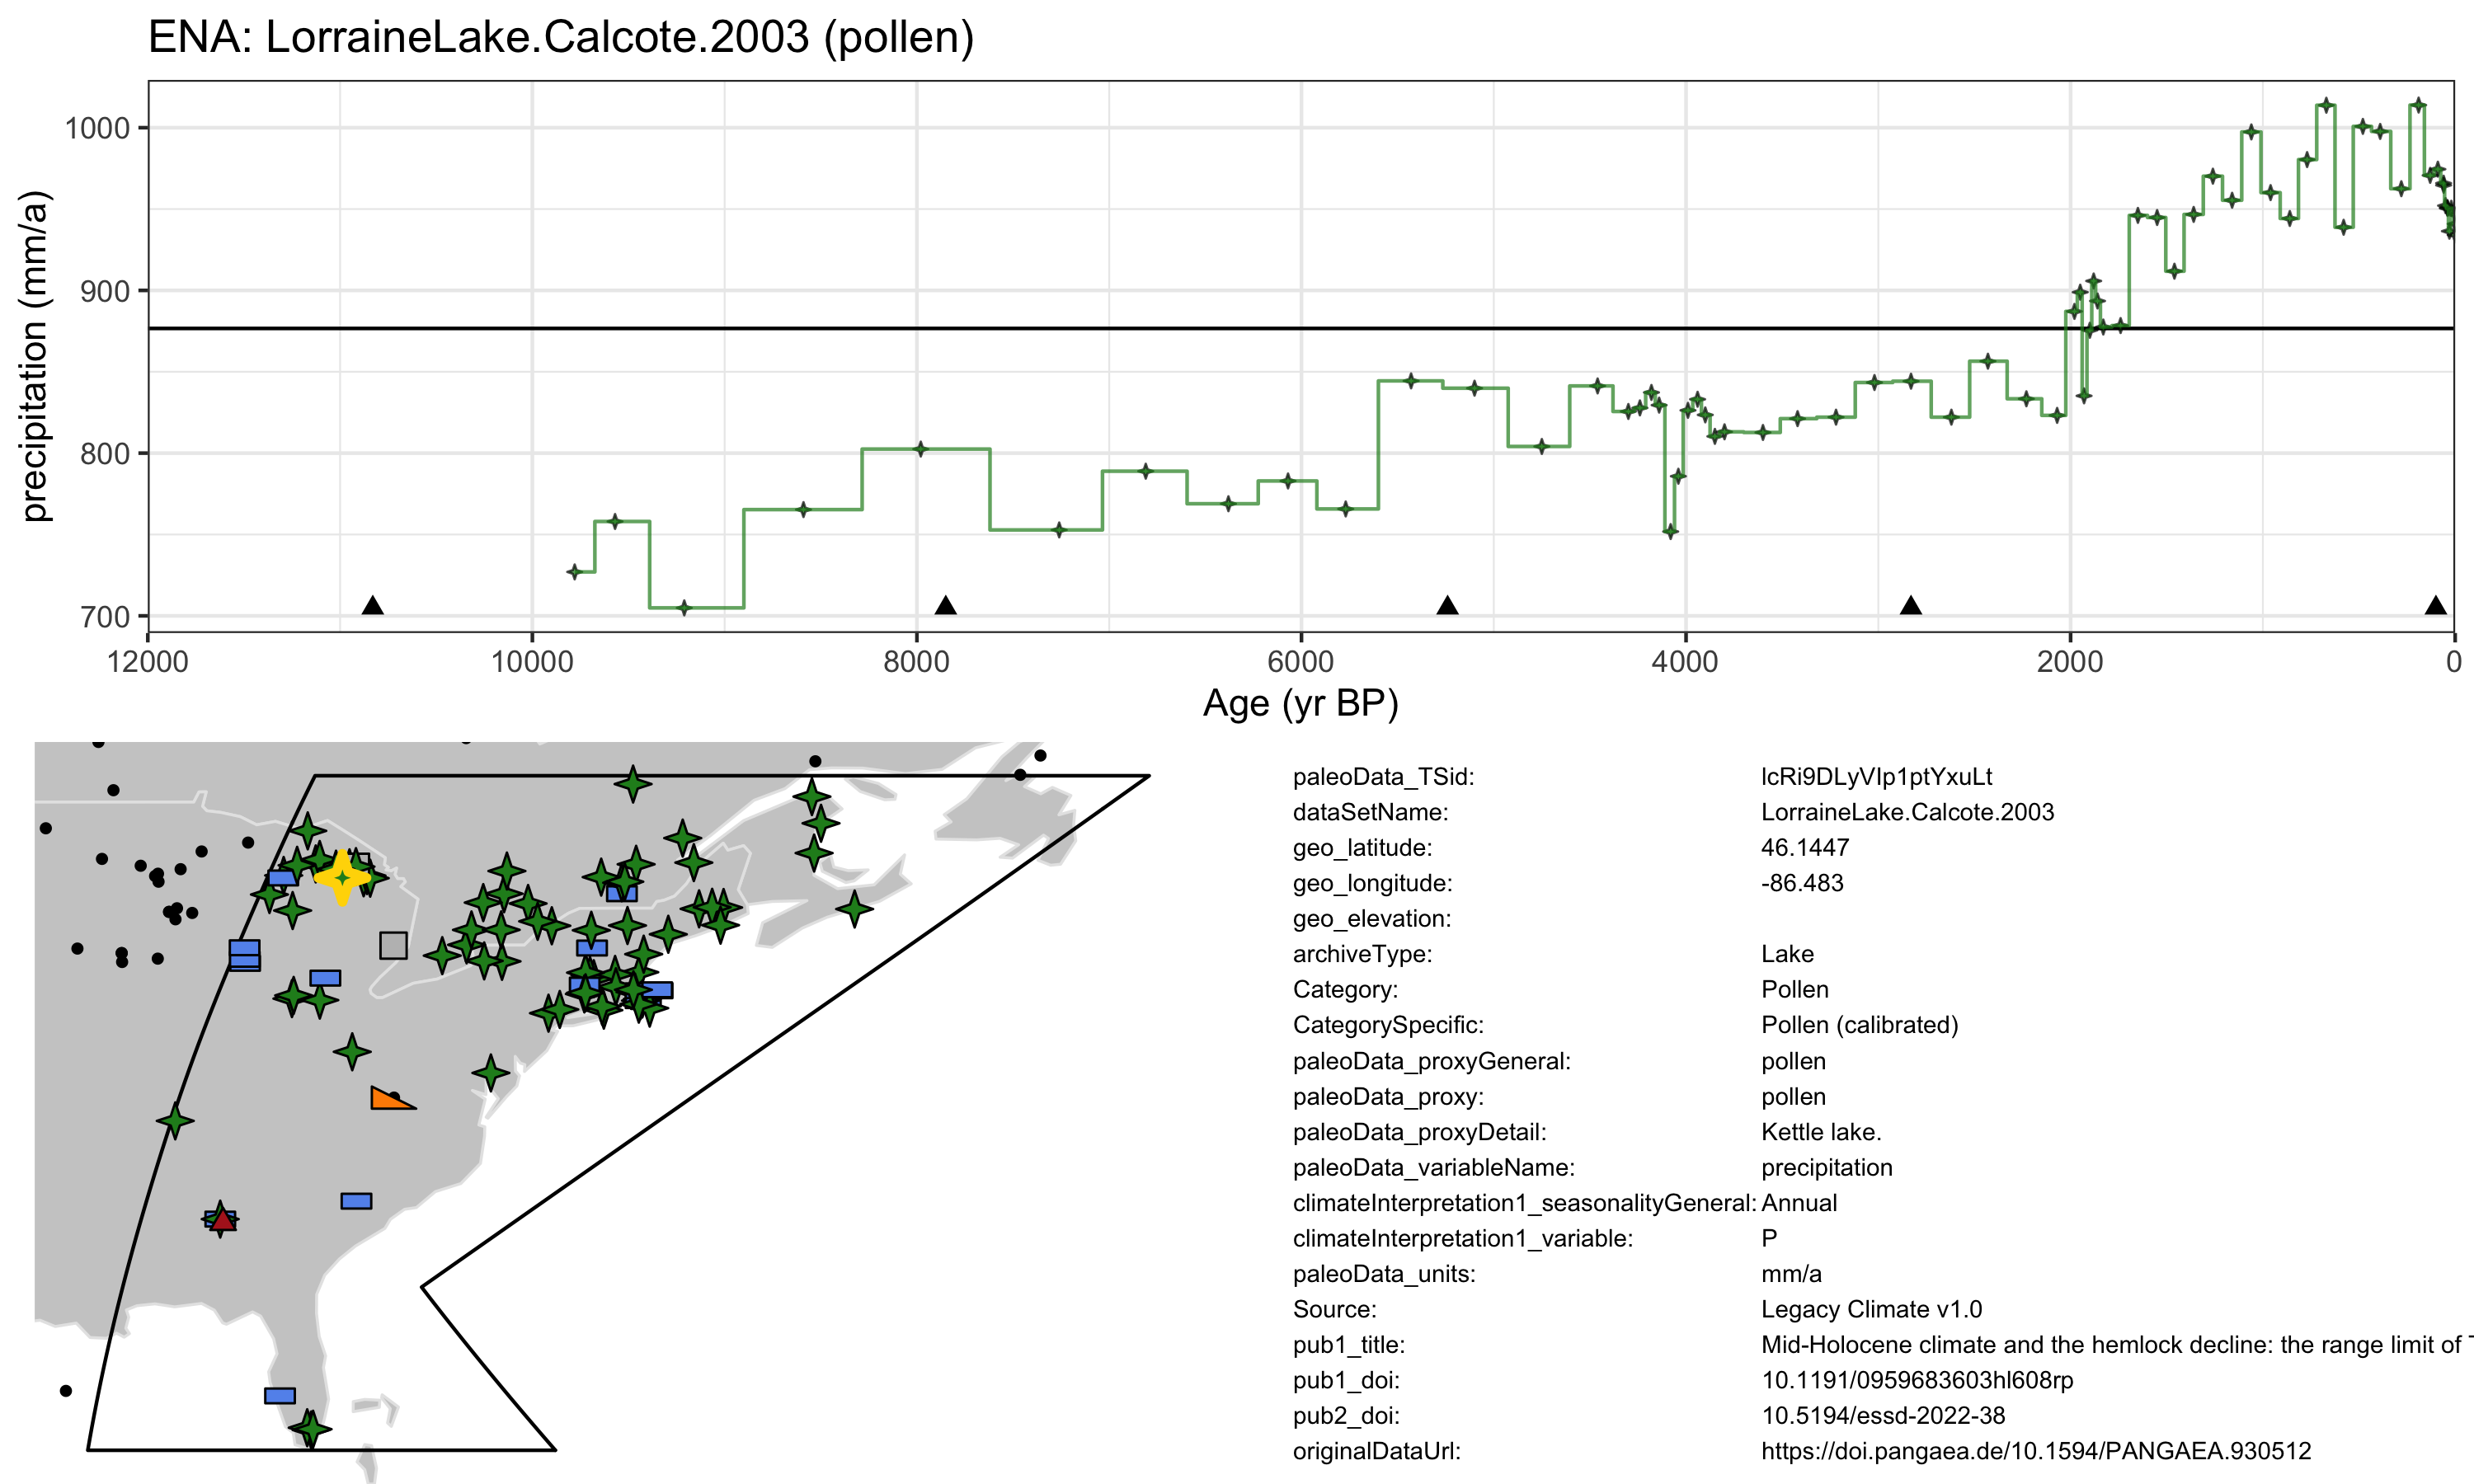 ENA: LorraineLake.Calcote.2003 (pollen)
precipitation (mm/a)
1000
900
800
700
12000 10000 8000 6000 4000 2000 0
Age (yr BP)
paleoData_TSid: lcRi9DLyVIp1ptYxuLt
dataSetName: LorraineLake.Calcote.2003
geo_latitude: 46.1447
geo_longitude: -86.483
geo_elevation:
archiveType: Lake
Category: Pollen
CategorySpecific: Pollen (calibrated)
paleoData_proxyGeneral: pollen
paleoData_proxy: pollen
paleoData_proxyDetail: Kettle lake.
paleoData_variableName: precipitation
climateInterpretation1_seasonalityGeneral: Annual
climateInterpretation1_variable: P
paleoData_units: mm/a
Source: Legacy Climate v1.0
pub1_title: Mid-Holocene climate and the hemlock decline: the range limit of
pub1_doi: 10.1191/0959683603hl608rp
pub2_doi: 10.5194/essd-2022-38
originalDataUrl: https://doi.pangaea.de/10.1594/PANGAEA.930512